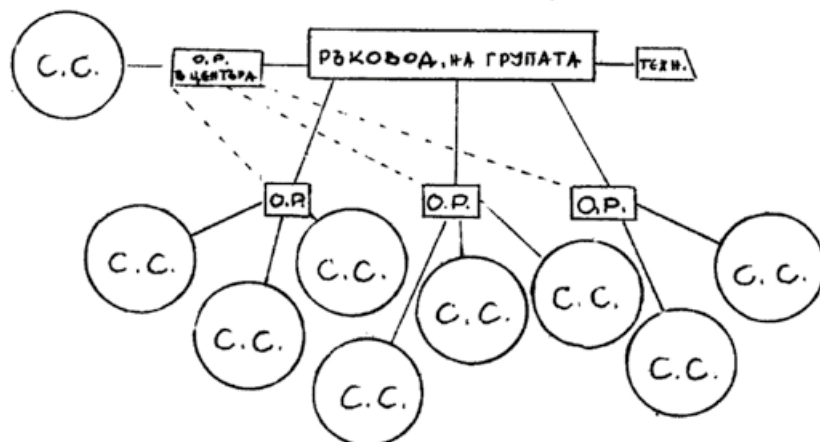 С.С.
О.Р.
В ЦЕНТЪРА
РЪКОВОД, НА ГРУПАТА
ТЕХН.
О.Р.
О.Р.
О.Р.
С.С.
С.С.
С.С.
С.С.
С.С.
С.С.
С.С.
С.С.